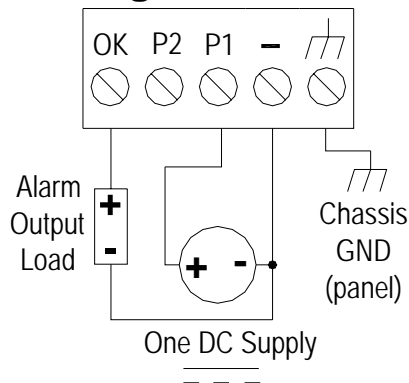 OK P2 P1 –
Alarm
Output
Load
+
-
+ -
Chassis
GND
(panel)
One DC Supply